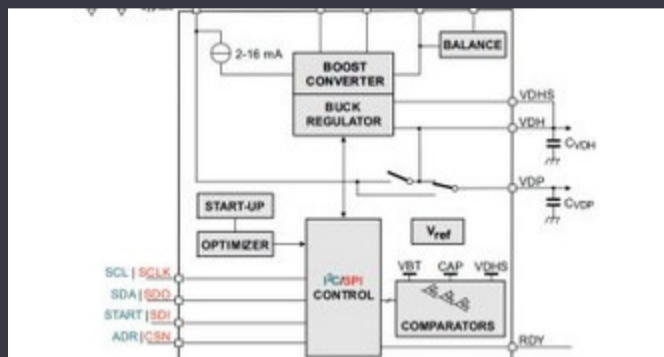 2-16 mA
BALANCE
BOOST
CONVERTER
BUCK
REGULATOR
VDHS
VDH
CVDH
VDP
CVDP
START-UP
OPTIMIZER
Vref
I²C/SPI
CONTROL
VBT CAP VDHS
COMPARATORS
SCL | SCLK
SDA | SDO
START | SDI
ADR | CSN
RDY